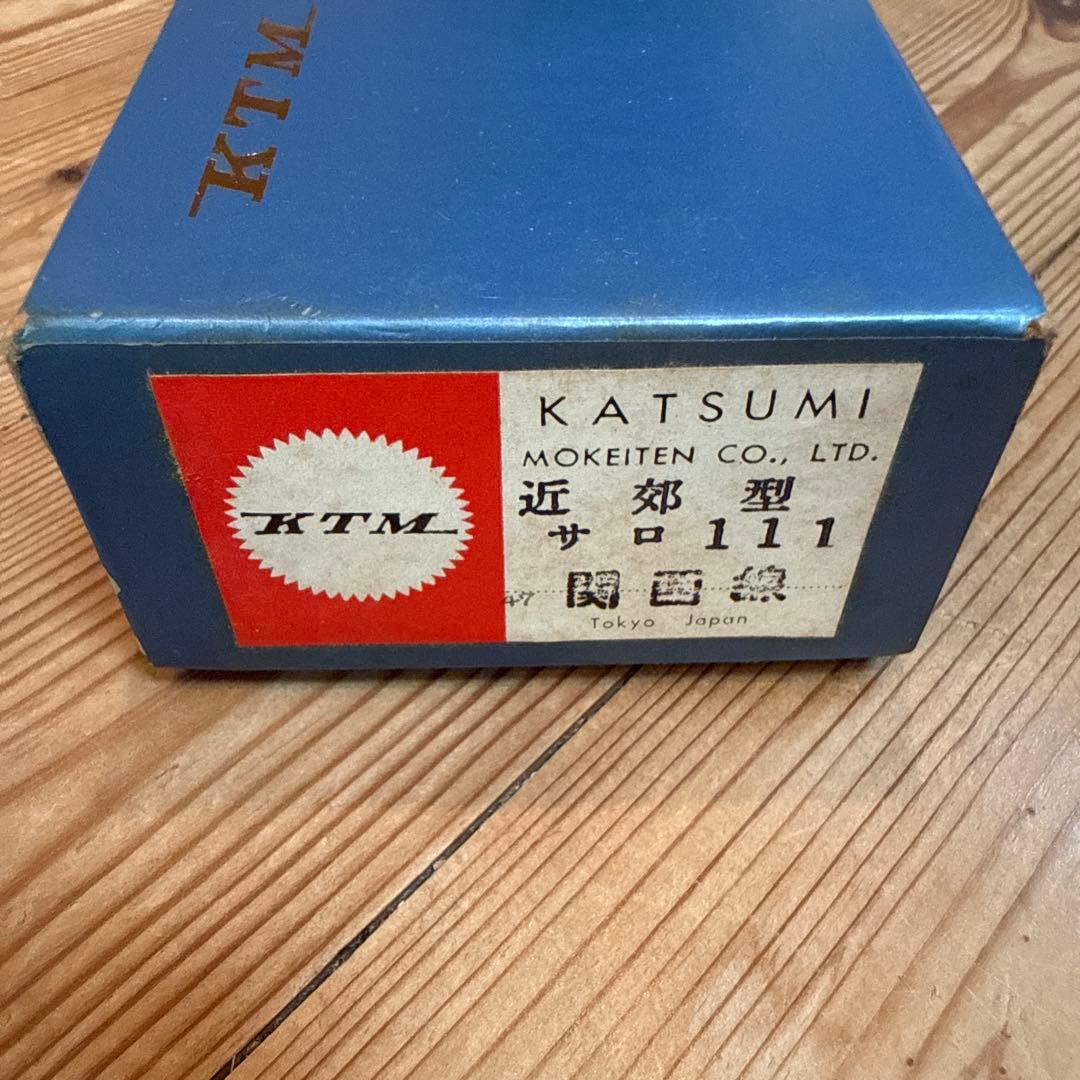 KTM
KTM
KATSUMI
MOKEITEN CO., LTD.
近郊型
サロ111
47 関西線
Tokyo Japan